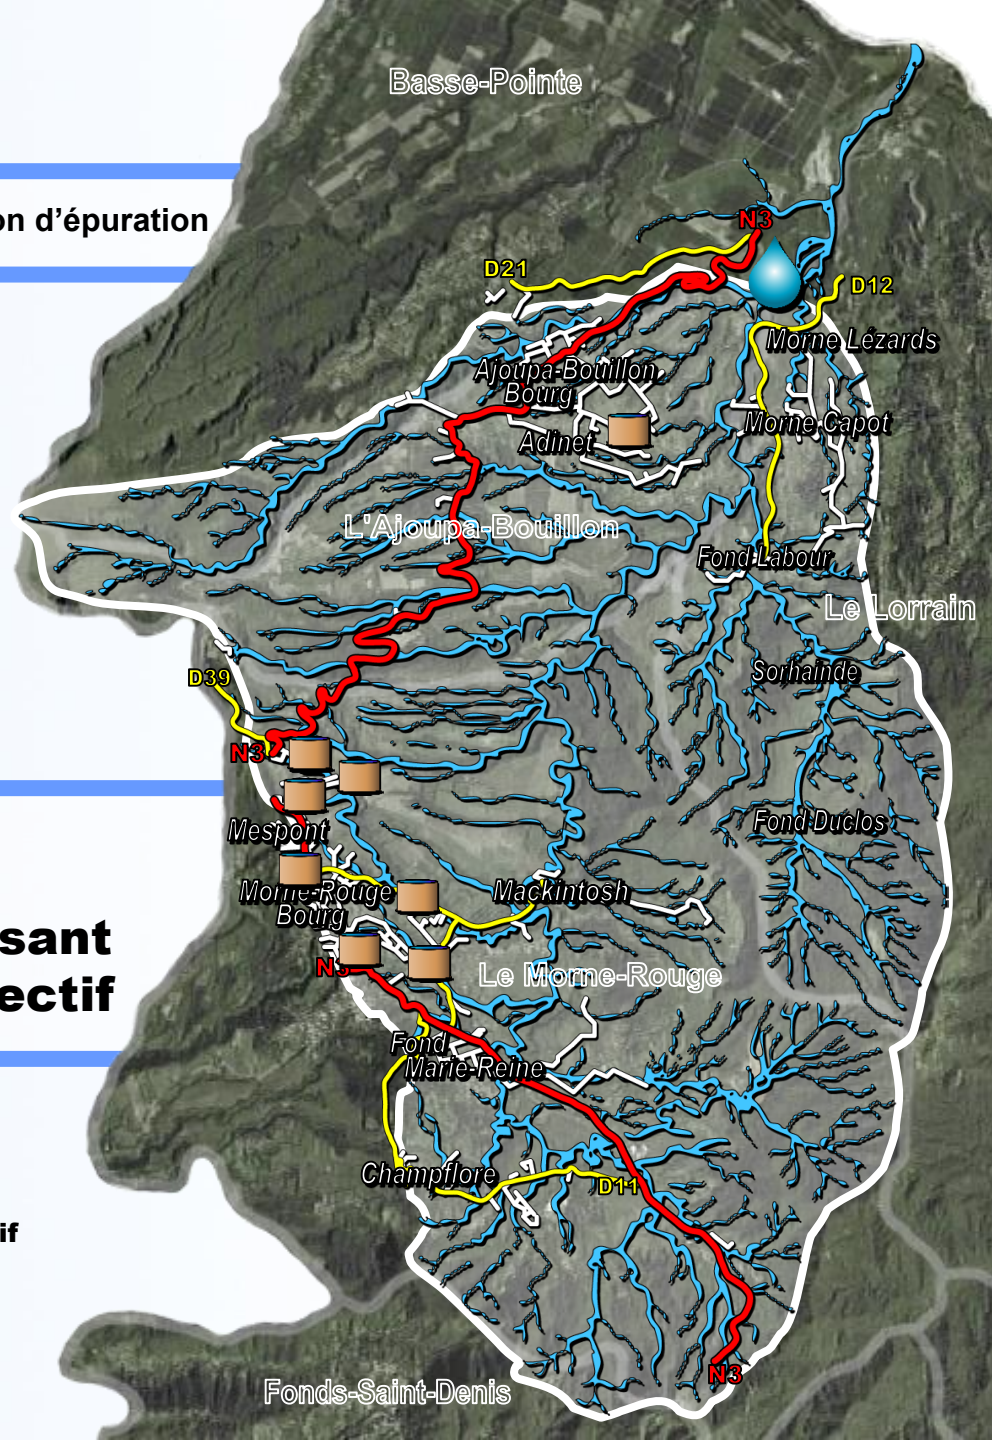 Basse-Pointe
on d'épuration
N3
D21
D12
Morne Lézards
Ajoupa-Bouillon
Bourg
Morne Capot
Adinet
L'Ajoupa-Bouillon
Fond Labour
Le Lorrain
Sorhainde
D39
N3
Mespont
Fond Duclos
Morne-Rouge
Bourg
Mackintosh
sant
ectif
N3
Le Morne-Rouge
Fond
Marie-Reine
Champflore
D11
if
N3
Fonds-Saint-Denis